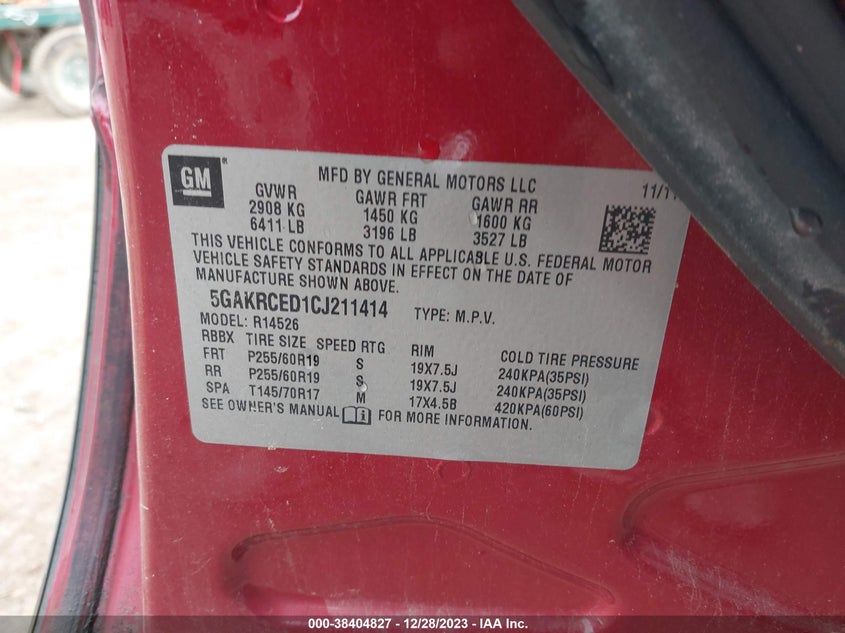 GM
MFD BY GENERAL MOTORS LLC
11/11
GVWR GAWR FRT GAWR RR
2908 KG 1450 KG 1600 KG
6411 LB 3196 LB 3527 LB
THIS VEHICLE CONFORMS TO ALL APPLICABLE U.S. FEDERAL MOTOR
VEHICLE SAFETY STANDARDS IN EFFECT ON THE DATE OF
MANUFACTURE SHOWN ABOVE.
5GAKRCED1CJ211414 TYPE: M.P.V.
MODEL: R14526
RBBX TIRE SIZE SPEED RTG RIM COLD TIRE PRESSURE
FRT P255/60R19 S 19X7.5J 240KPA(35PSI)
RR P255/60R19 S 19X7.5J 240KPA(35PSI)
SPA T145/70R17 M 17X4.5B 420KPA(60PSI)
SEE OWNER'S MANUAL i FOR MORE INFORMATION.
000-38404827 - 12/28/2023 - IAA Inc.